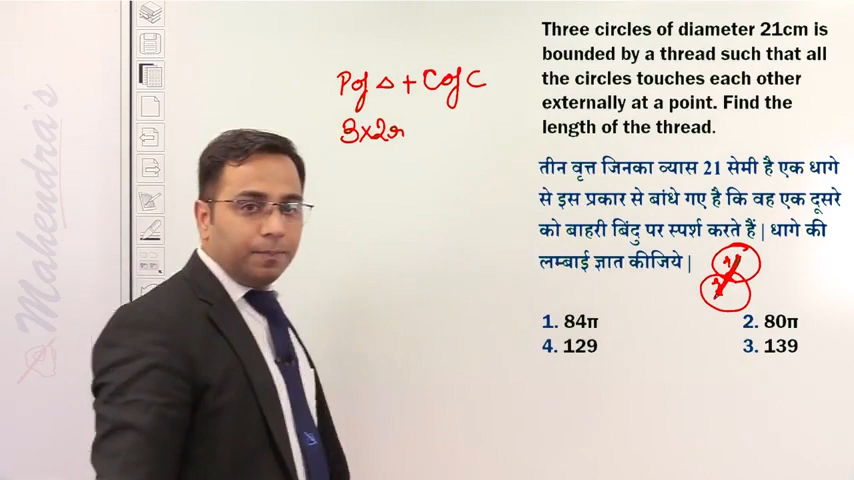 Three circles of diameter 21cm is
bounded by a thread such that all
the circles touches each other
externally at a point. Find the
length of the thread.
तीन वृत्त जिनका व्यास 21 सेमी है एक धागे
से इस प्रकार से बांधे गए है कि वह एक दूसरे
को बाहरी बिंदु पर स्पर्श करते हैं | धागे की
लम्बाई ज्ञात कीजिये |
1. 84π
2. 80π
4. 129
3. 139
P of Δ + C of C
3×2r
r
r
Mahendra's